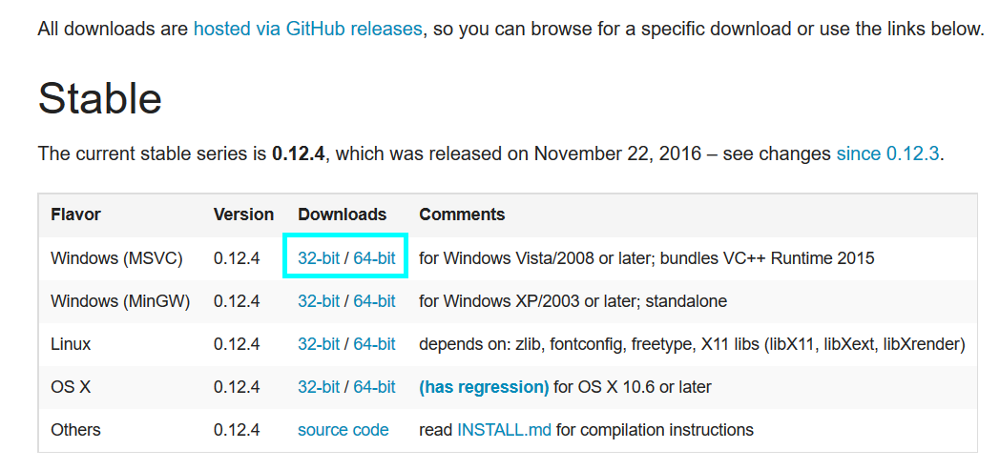 All downloads are hosted via GitHub releases, so you can browse for a specific download or use the links below.
Stable
The current stable series is 0.12.4, which was released on November 22, 2016 – see changes since 0.12.3.
Flavor Version Downloads Comments
Windows (MSVC) 0.12.4 32-bit / 64-bit for Windows Vista/2008 or later; bundles VC++ Runtime 2015
Windows (MinGW) 0.12.4 32-bit / 64-bit for Windows XP/2003 or later; standalone
Linux 0.12.4 32-bit / 64-bit depends on: zlib, fontconfig, freetype, X11 libs (libX11, libXext, libXrender)
OS X 0.12.4 32-bit / 64-bit (has regression) for OS X 10.6 or later
Others 0.12.4 source code read INSTALL.md for compilation instructions